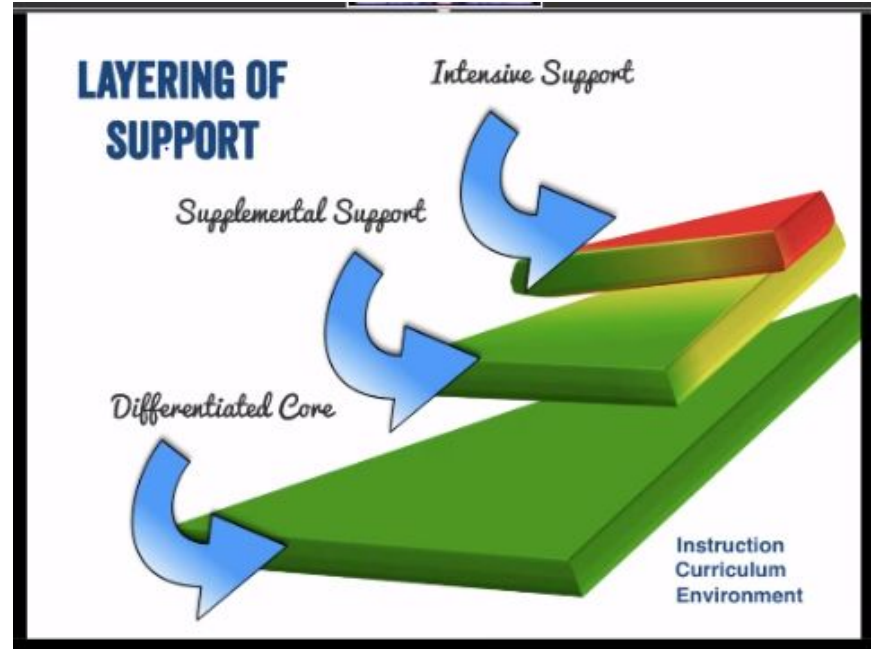 LAYERING OF
SUPPORT
Intensive Support
Supplemental Support
Differentiated Core
Instruction
Curriculum
Environment